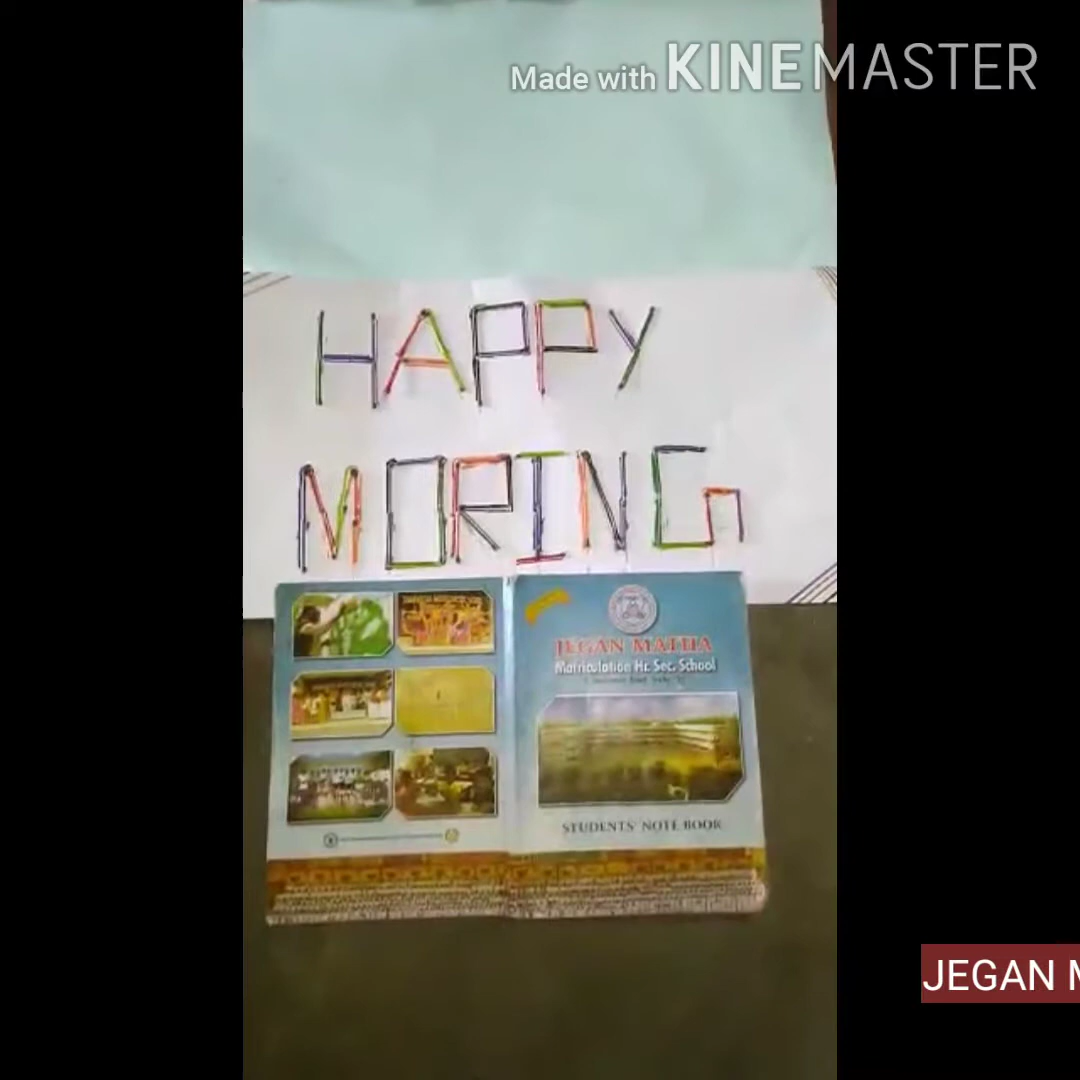 Made with KINEMASTER
HAPPY
MORING
JEGAN MATHA
Matriculation Hr. Sec. School
STUDENTS' NOTE BOOK
JEGAN M